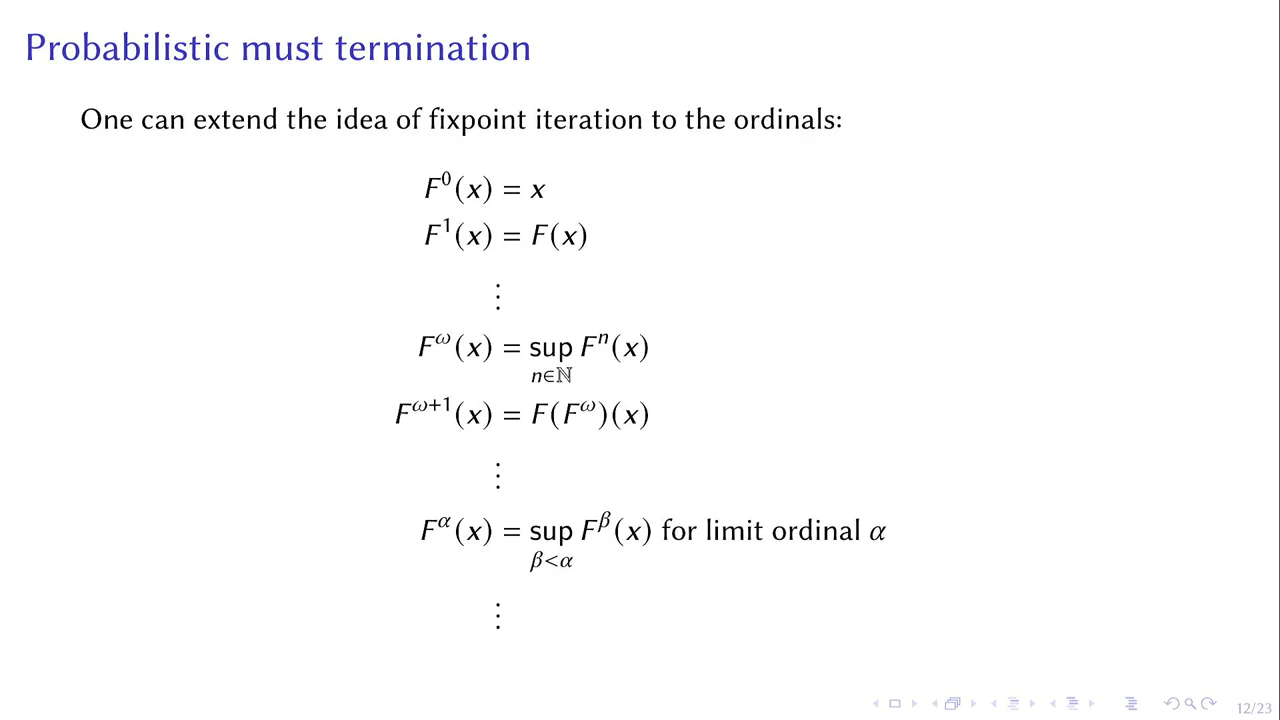 Probabilistic must termination
One can extend the idea of fixpoint iteration to the ordinals:
F⁰(x) = x
F¹(x) = F(x)
⋮
F^ω(x) = sup_{n∈ℕ} Fⁿ(x)
F^{ω+1}(x) = F(F^ω)(x)
⋮
F^α(x) = sup_{β<α} F^β(x) for limit ordinal α
⋮
12/23